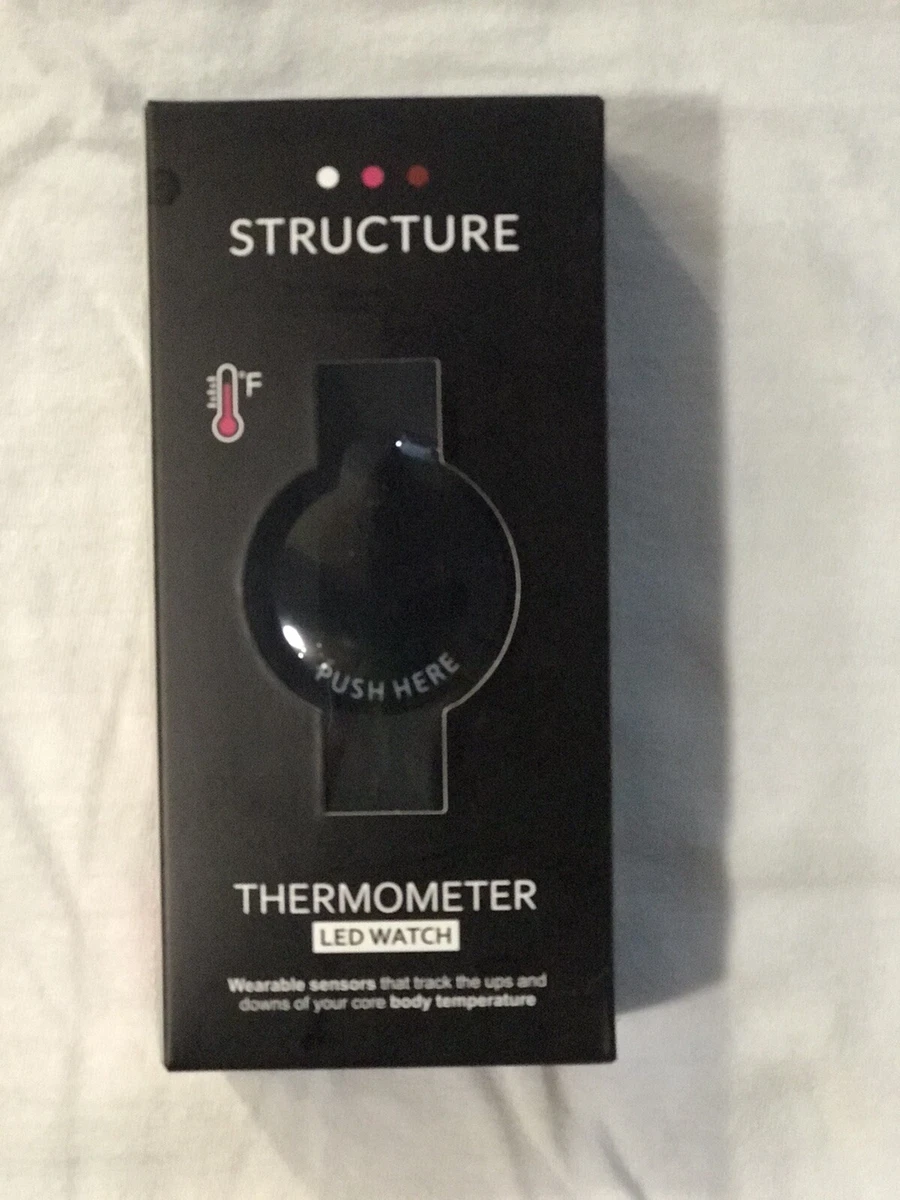 STRUCTURE
°F
PUSH HERE
THERMOMETER
LED WATCH
Wearable sensors that track the ups and
downs of your core body temperature